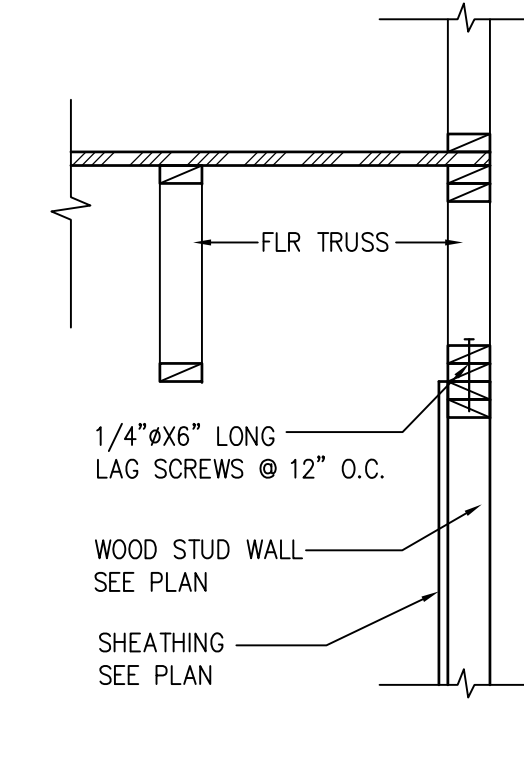 FLR TRUSS
1/4"øX6" LONG
LAG SCREWS @ 12" O.C.
WOOD STUD WALL
SEE PLAN
SHEATHING
SEE PLAN